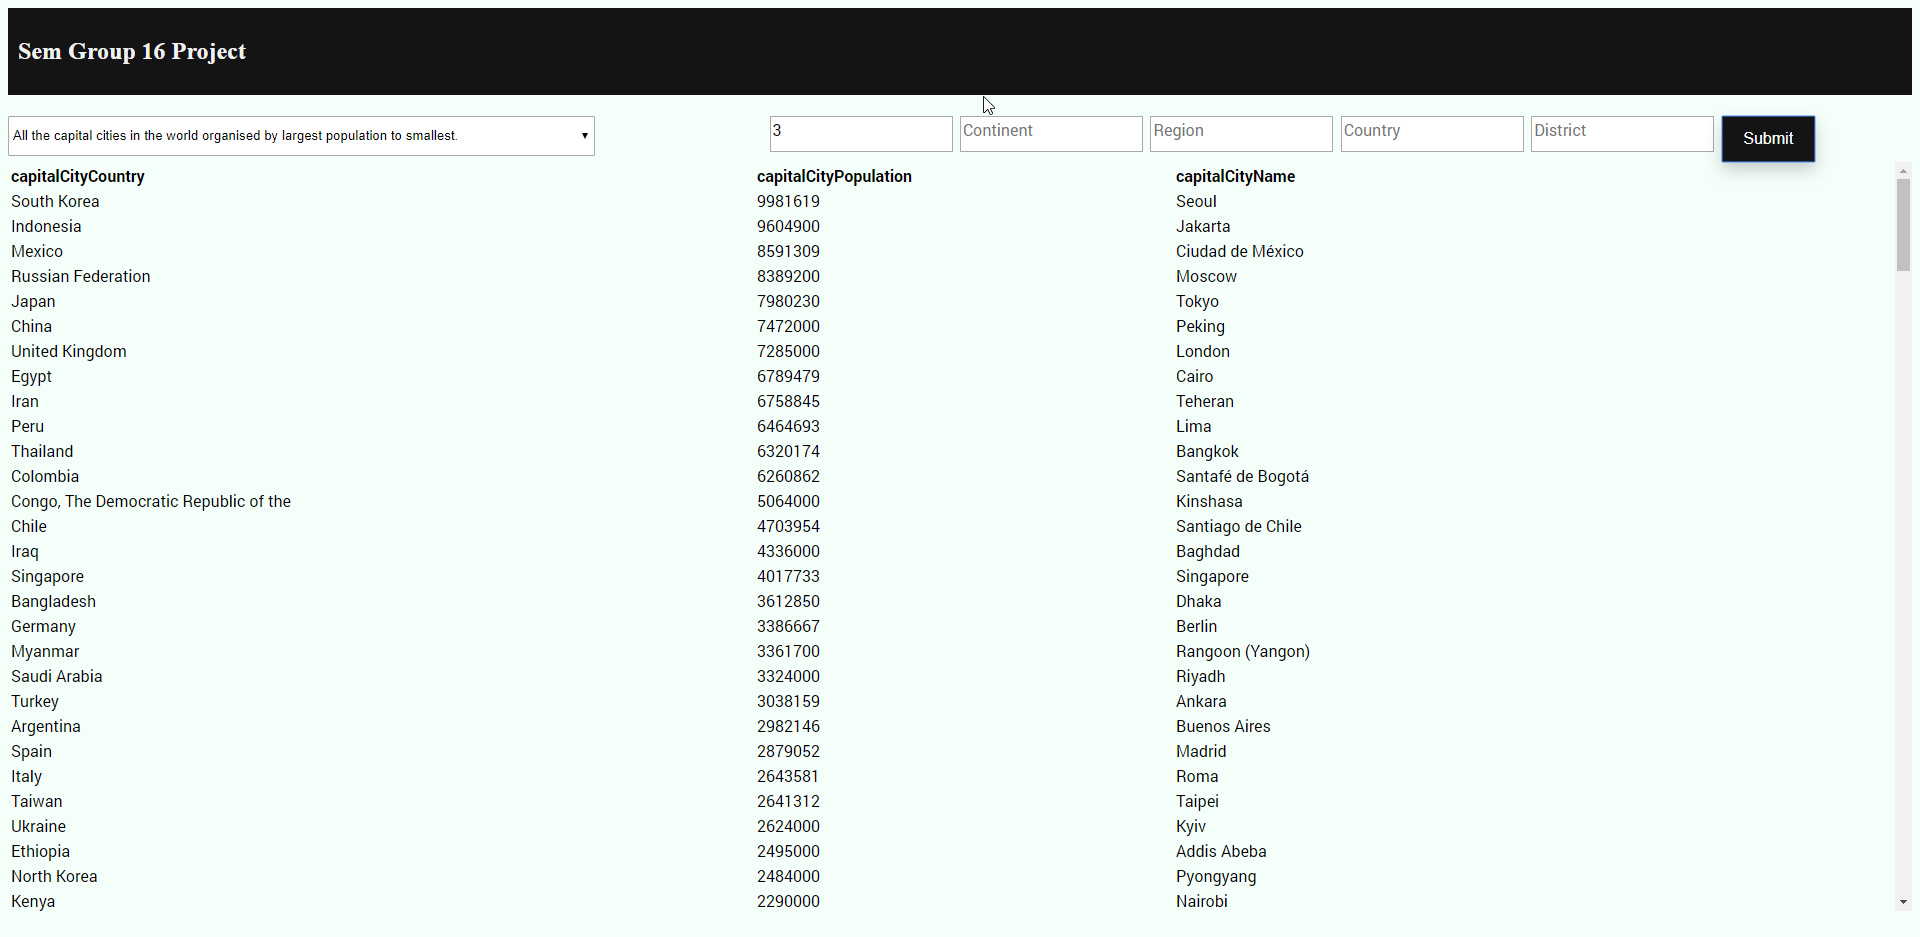 Sem Group 16 Project
All the capital cities in the world organised by largest population to smallest. 3 Continent Region Country District Submit
capitalCityCountry capitalCityPopulation capitalCityName
South Korea 9981619 Seoul
Indonesia 9604900 Jakarta
Mexico 8591309 Ciudad de México
Russian Federation 8389200 Moscow
Japan 7980230 Tokyo
China 7472000 Peking
United Kingdom 7285000 London
Egypt 6789479 Cairo
Iran 6758845 Teheran
Peru 6464693 Lima
Thailand 6320174 Bangkok
Colombia 6260862 Santafé de Bogotá
Congo, The Democratic Republic of the 5064000 Kinshasa
Chile 4703954 Santiago de Chile
Iraq 4336000 Baghdad
Singapore 4017733 Singapore
Bangladesh 3612850 Dhaka
Germany 3386667 Berlin
Myanmar 3361700 Rangoon (Yangon)
Saudi Arabia 3324000 Riyadh
Turkey 3038159 Ankara
Argentina 2982146 Buenos Aires
Spain 2879052 Madrid
Italy 2643581 Roma
Taiwan 2641312 Taipei
Ukraine 2624000 Kyiv
Ethiopia 2495000 Addis Abeba
North Korea 2484000 Pyongyang
Kenya 2290000 Nairobi